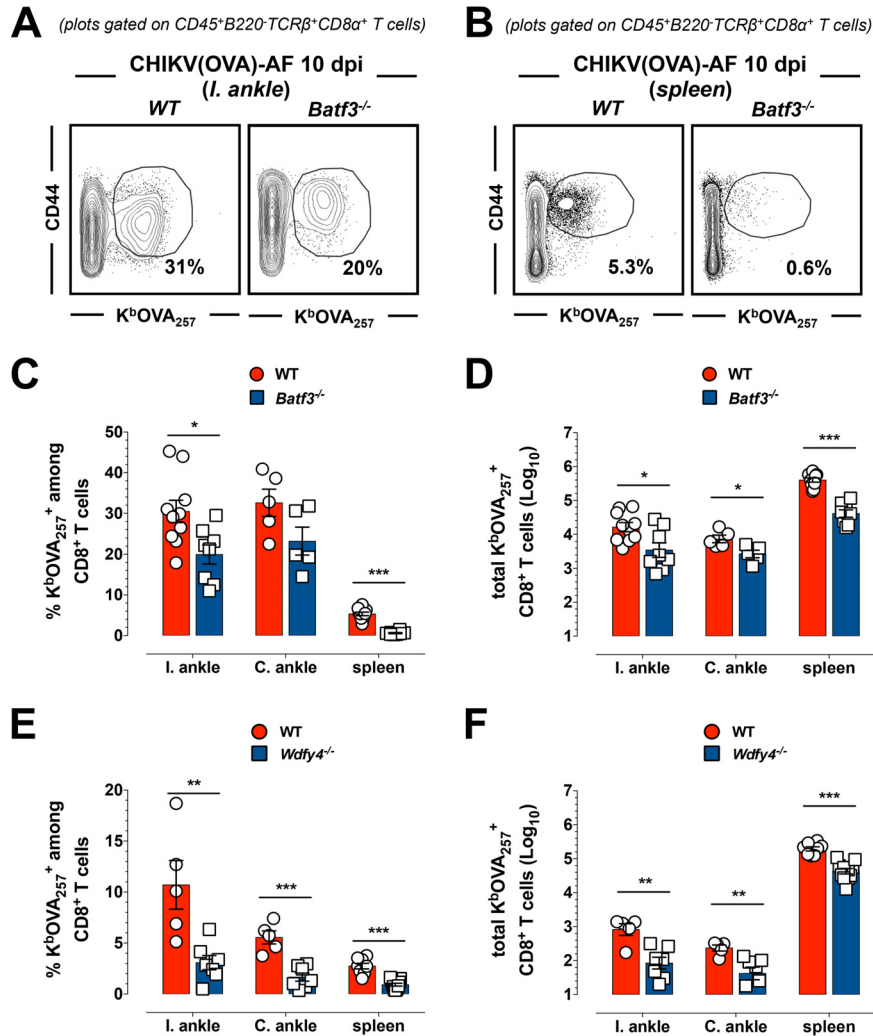 A (plots gated on CD45⁺B220⁻TCRβ⁺CD8α⁺ T cells)
CHIKV(OVA)-AF 10 dpi
(l. ankle)
WT
Batf3⁻/⁻
CD44
31%
20%
KᵇOVA₂₅₇
KᵇOVA₂₅₇
B (plots gated on CD45⁺B220⁻TCRβ⁺CD8α⁺ T cells)
CHIKV(OVA)-AF 10 dpi
(spleen)
WT
Batf3⁻/⁻
CD44
5.3%
0.6%
KᵇOVA₂₅₇
KᵇOVA₂₅₇
C
WT
Batf3⁻/⁻
% KᵇOVA₂₅₇⁺ among
CD8⁺ T cells
50
40
30
20
10
0
*
***
I. ankle
C. ankle
spleen
D
WT
Batf3⁻/⁻
total KᵇOVA₂₅₇⁺
CD8⁺ T cells (Log₁₀)
7
6
5
4
3
2
1
*
*
***
I. ankle
C. ankle
spleen
E
WT
Wdfy4⁻/⁻
% KᵇOVA₂₅₇⁺ among
CD8⁺ T cells
20
15
10
5
0
**
***
***
I. ankle
C. ankle
spleen
F
WT
Wdfy4⁻/⁻
total KᵇOVA₂₅₇⁺
CD8⁺ T cells (Log₁₀)
7
6
5
4
3
2
1
**
**
***
I. ankle
C. ankle
spleen